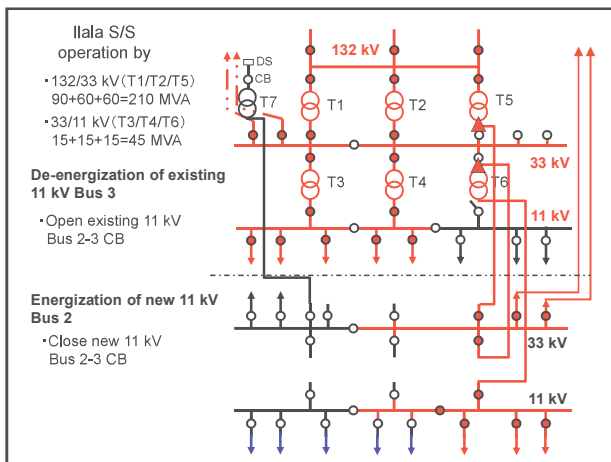 Ilala S/S
operation by
・132/33 kV(T1/T2/T5)
90+60+60=210 MVA
・33/11 kV(T3/T4/T6)
15+15+15=45 MVA
De-energization of existing
11 kV Bus 3
・Open existing 11 kV
Bus 2-3 CB
Energization of new 11 kV
Bus 2
・Close new 11 kV
Bus 2-3 CB
132 kV
DS
CB
T7
T1
T2
T5
33 kV
T3
T4
T6
11 kV
33 kV
11 kV